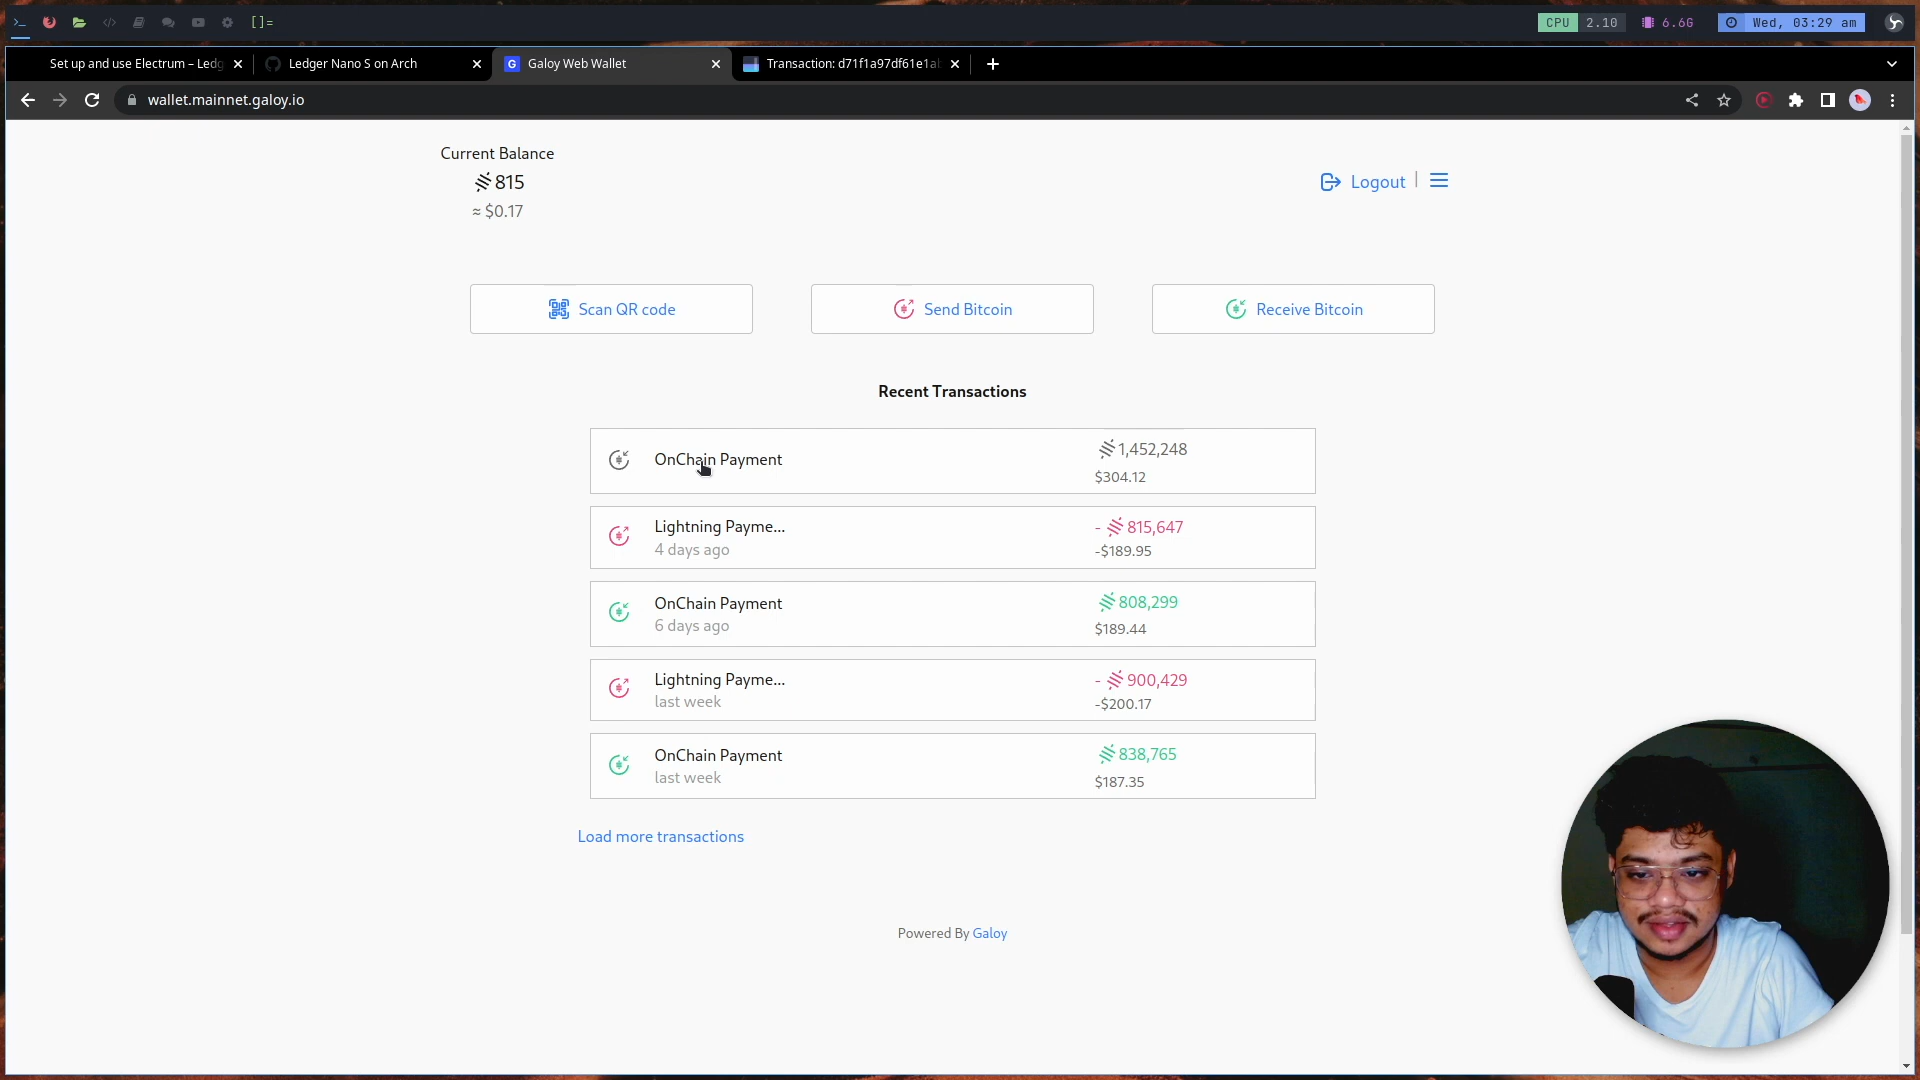 []=
CPU 2.10 6.6G Wed, 03:29 am
Set up and use Electrum – Ledg
Ledger Nano S on Arch
G Galoy Web Wallet
Transaction: d71f1a97df61e1a
wallet.mainnet.galoy.io
Current Balance
815
≈ $0.17
Logout |
Scan QR code
Send Bitcoin
Receive Bitcoin
Recent Transactions
OnChain Payment
1,452,248
$304.12
Lightning Payme...
4 days ago
- 815,647
-$189.95
OnChain Payment
6 days ago
808,299
$189.44
Lightning Payme...
last week
- 900,429
-$200.17
OnChain Payment
last week
838,765
$187.35
Load more transactions
Powered By Galoy